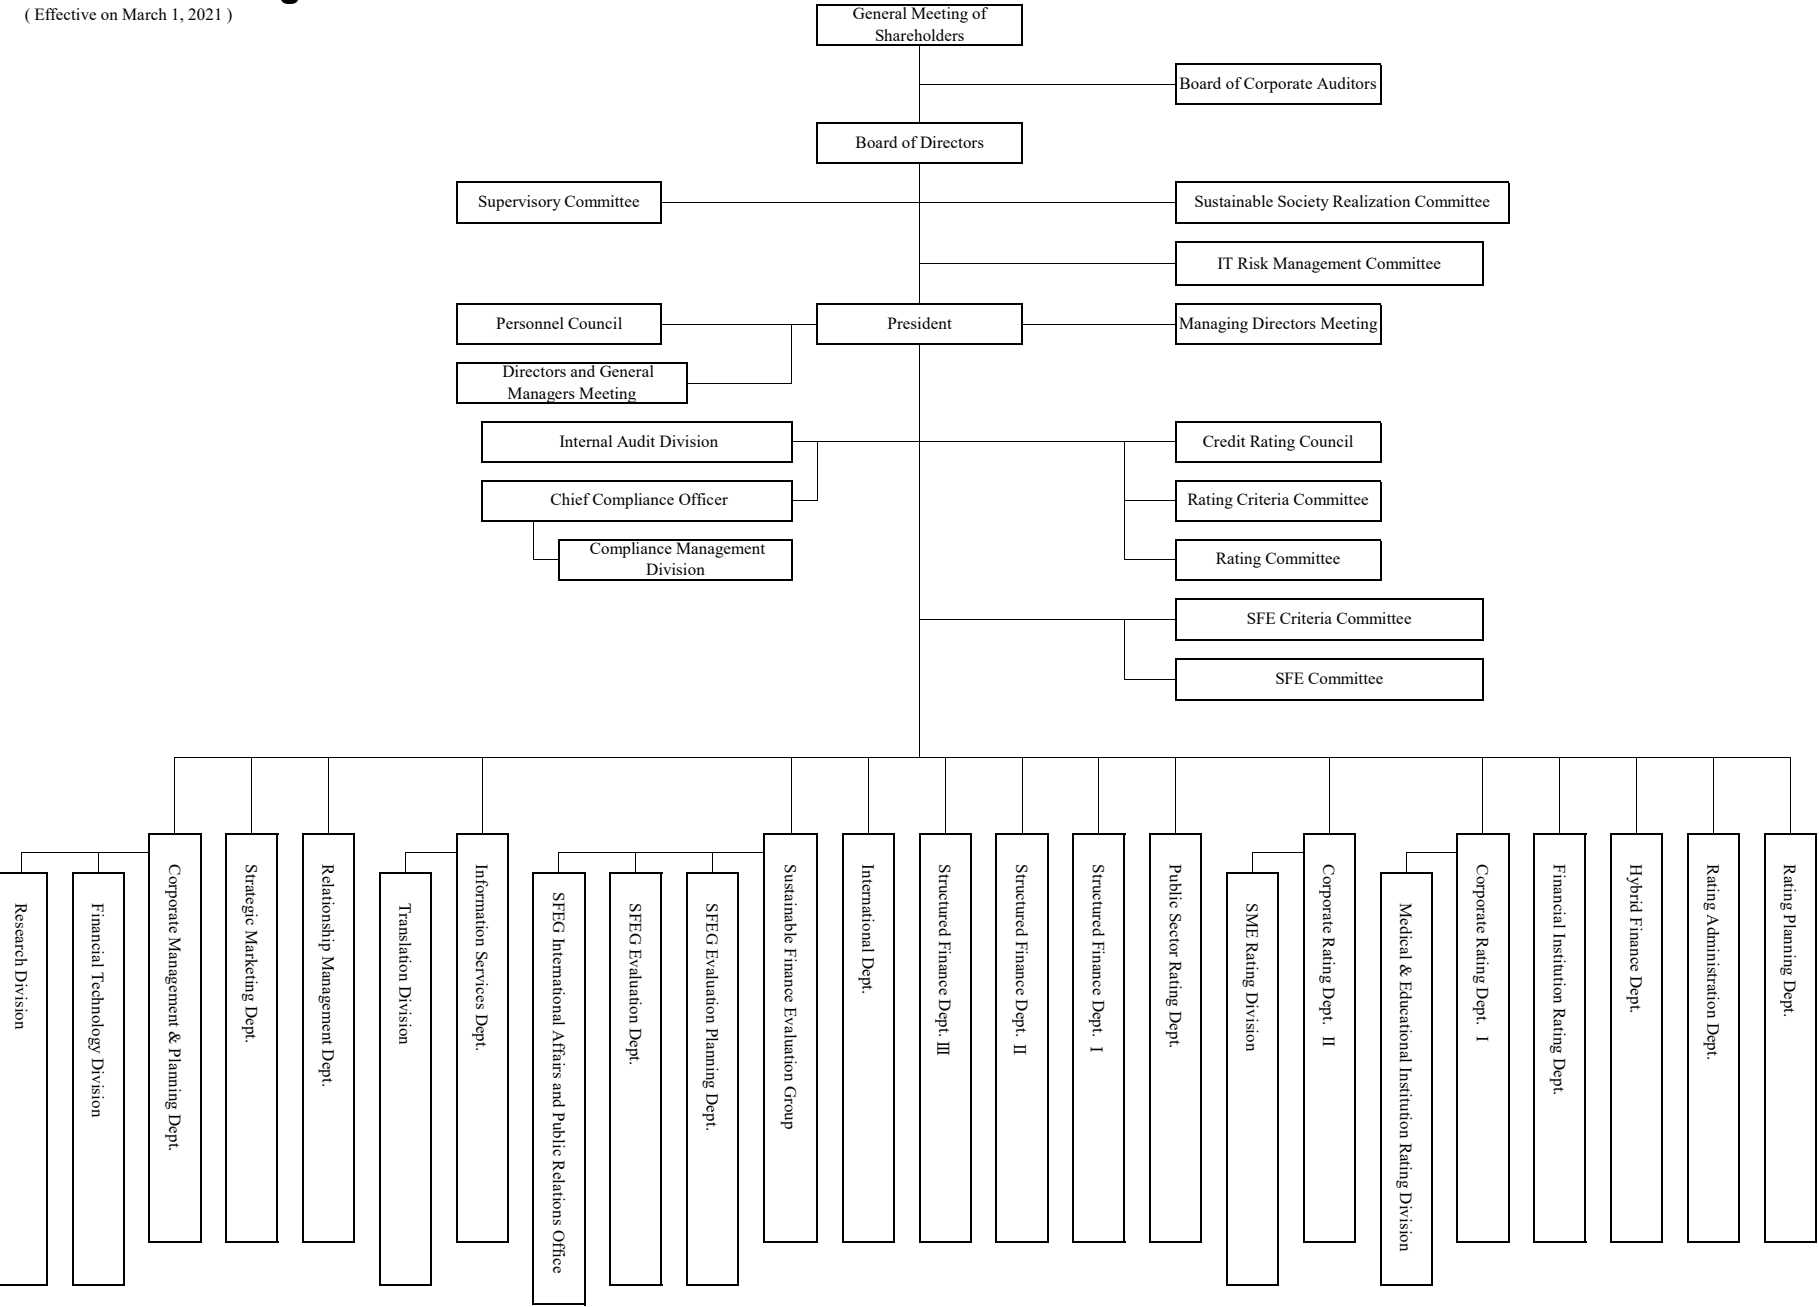 ( Effective on March 1, 2021 )
General Meeting of
Shareholders
Board of Corporate Auditors
Board of Directors
Supervisory Committee
Sustainable Society Realization Committee
IT Risk Management Committee
Personnel Council
President
Managing Directors Meeting
Directors and General
Managers Meeting
Internal Audit Division
Credit Rating Council
Chief Compliance Officer
Rating Criteria Committee
Compliance Management
Division
Rating Committee
SFE Criteria Committee
SFE Committee
Research Division
Financial Technology Division
Corporate Management & Planning Dept.
Strategic Marketing Dept.
Relationship Management Dept.
Translation Division
Information Services Dept.
SFEG International Affairs and Public Relations Office
SFEG Evaluation Dept.
SFEG Evaluation Planning Dept.
Sustainable Finance Evaluation Group
International Dept.
Structured Finance Dept. Ⅲ
Structured Finance Dept. Ⅱ
Structured Finance Dept. Ⅰ
Public Sector Rating Dept.
SME Rating Division
Corporate Rating Dept. Ⅱ
Medical & Educational Institution Rating Division
Corporate Rating Dept. Ⅰ
Financial Institution Rating Dept.
Hybrid Finance Dept.
Rating Administration Dept.
Rating Planning Dept.